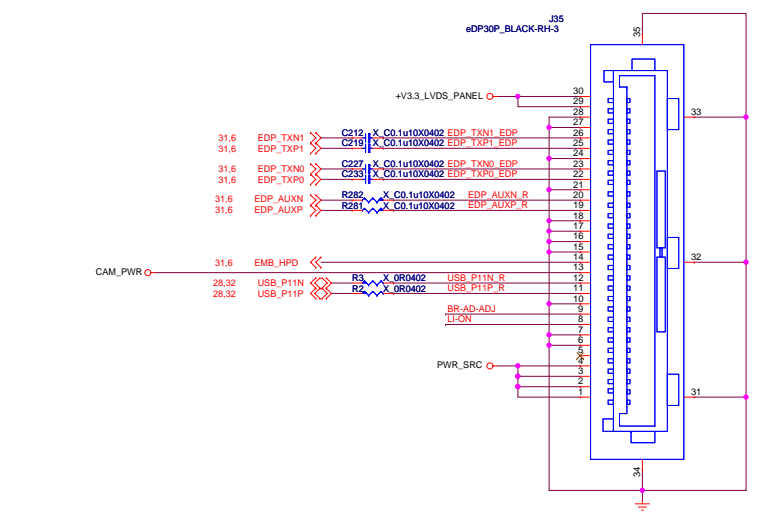 J35
eDP30P_BLACK-RH-3
35
+V3.3_LVDS_PANEL
30
29
28
27
31,6 EDP_TXN1 C212 X_C0.1u10X0402 EDP_TXN1_EDP 26
31,6 EDP_TXP1 C219 X_C0.1u10X0402 EDP_TXP1_EDP 25
24
31,6 EDP_TXN0 C227 X_C0.1u10X0402 EDP_TXN0_EDP 23
31,6 EDP_TXP0 C233 X_C0.1u10X0402 EDP_TXP0_EDP 22
21
31,6 EDP_AUXN R282 X_C0.1u10X0402 EDP_AUXN_R 20
31,6 EDP_AUXP R281 X_C0.1u10X0402 EDP_AUXP_R 19
18
17
16
15
31,6 EMB_HPD 14
CAM_PWR 13
28,32 USB_P11N R3 X_0R0402 USB_P11N_R 12
28,32 USB_P11P R2 X_0R0402 USB_P11P_R 11
10
BR-AD-ADJ 9
LI-ON 8
7
6
5
PWR_SRC 4
3
2
1
33
32
31
34